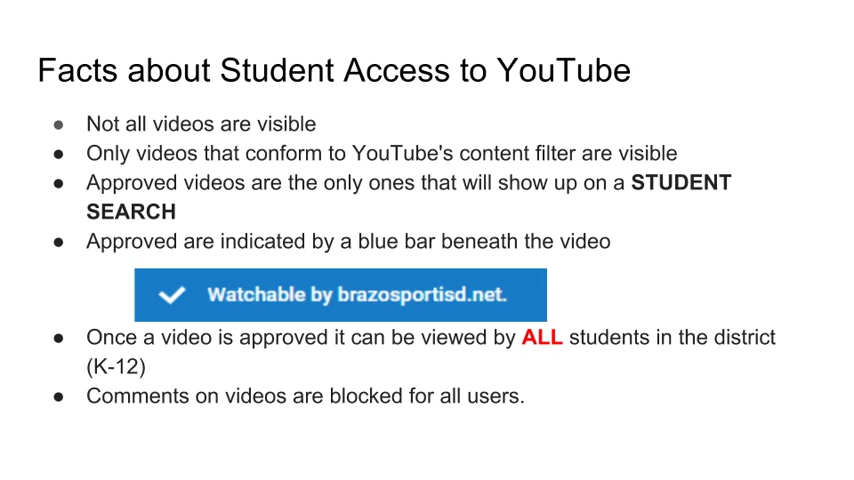 Facts about Student Access to YouTube
● Not all videos are visible
● Only videos that conform to YouTube's content filter are visible
● Approved videos are the only ones that will show up on a STUDENT
SEARCH
● Approved are indicated by a blue bar beneath the video
✓ Watchable by brazosportisd.net.
● Once a video is approved it can be viewed by ALL students in the district
(K-12)
● Comments on videos are blocked for all users.